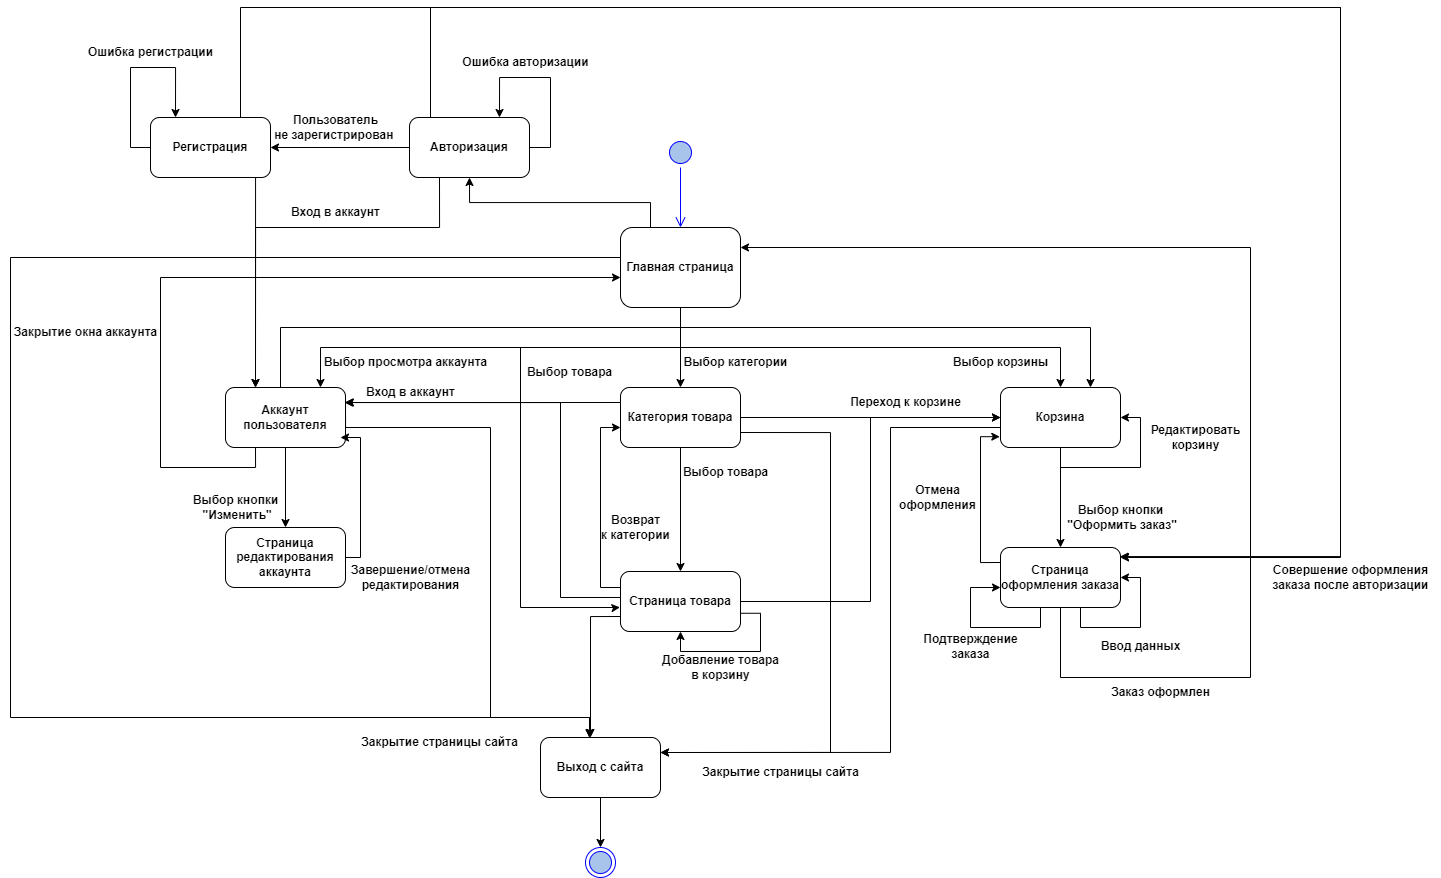 Ошибка регистрации
Ошибка авторизации
Пользователь
не зарегистрирован
Регистрация
Авторизация
Вход в аккаунт
Главная страница
Закрытие окна аккаунта
Выбор просмотра аккаунта
Выбор товара
Выбор категории
Выбор корзины
Вход в аккаунт
Переход к корзине
Аккаунт
пользователя
Категория товара
Корзина
Редактировать
корзину
Выбор товара
Выбор кнопки
"Изменить"
Возврат
к категории
Отмена
оформления
Выбор кнопки
"Оформить заказ"
Страница
редактирования
аккаунта
Завершение/отмена
редактирования
Страница товара
Страница
оформления заказа
Совершение оформления
заказа после авторизации
Подтверждение
заказа
Ввод данных
Добавление товара
в корзину
Заказ оформлен
Закрытие страницы сайта
Выход с сайта
Закрытие страницы сайта